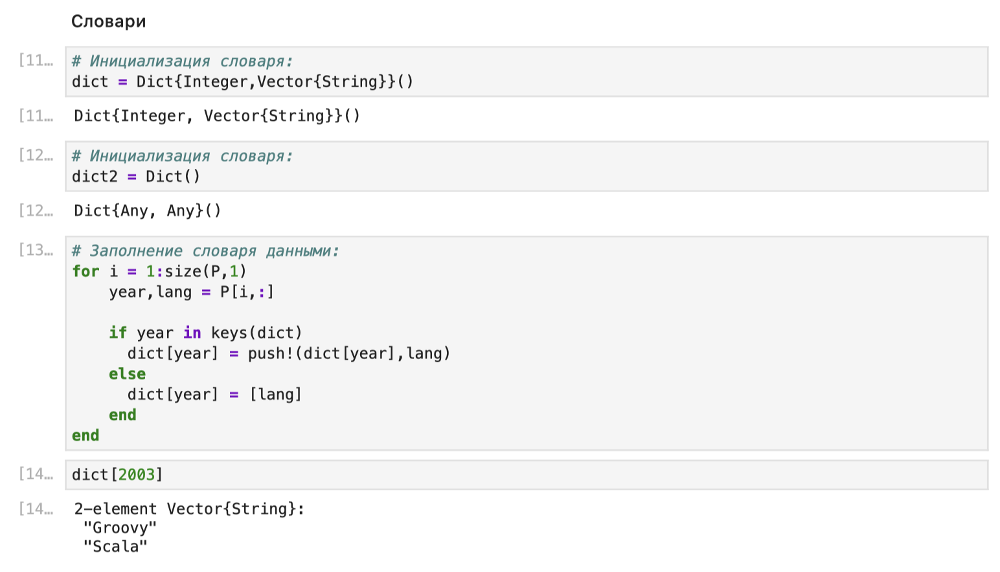 Словари
[11…
# Инициализация словаря:
dict = Dict{Integer,Vector{String}}()
[11…
Dict{Integer, Vector{String}}()
[12…
# Инициализация словаря:
dict2 = Dict()
[12…
Dict{Any, Any}()
[13…
# Заполнение словаря данными:
for i = 1:size(P,1)
    year,lang = P[i,:]
    if year in keys(dict)
      dict[year] = push!(dict[year],lang)
    else
      dict[year] = [lang]
    end
end
[14…
dict[2003]
[14…
2-element Vector{String}:
 "Groovy"
 "Scala"